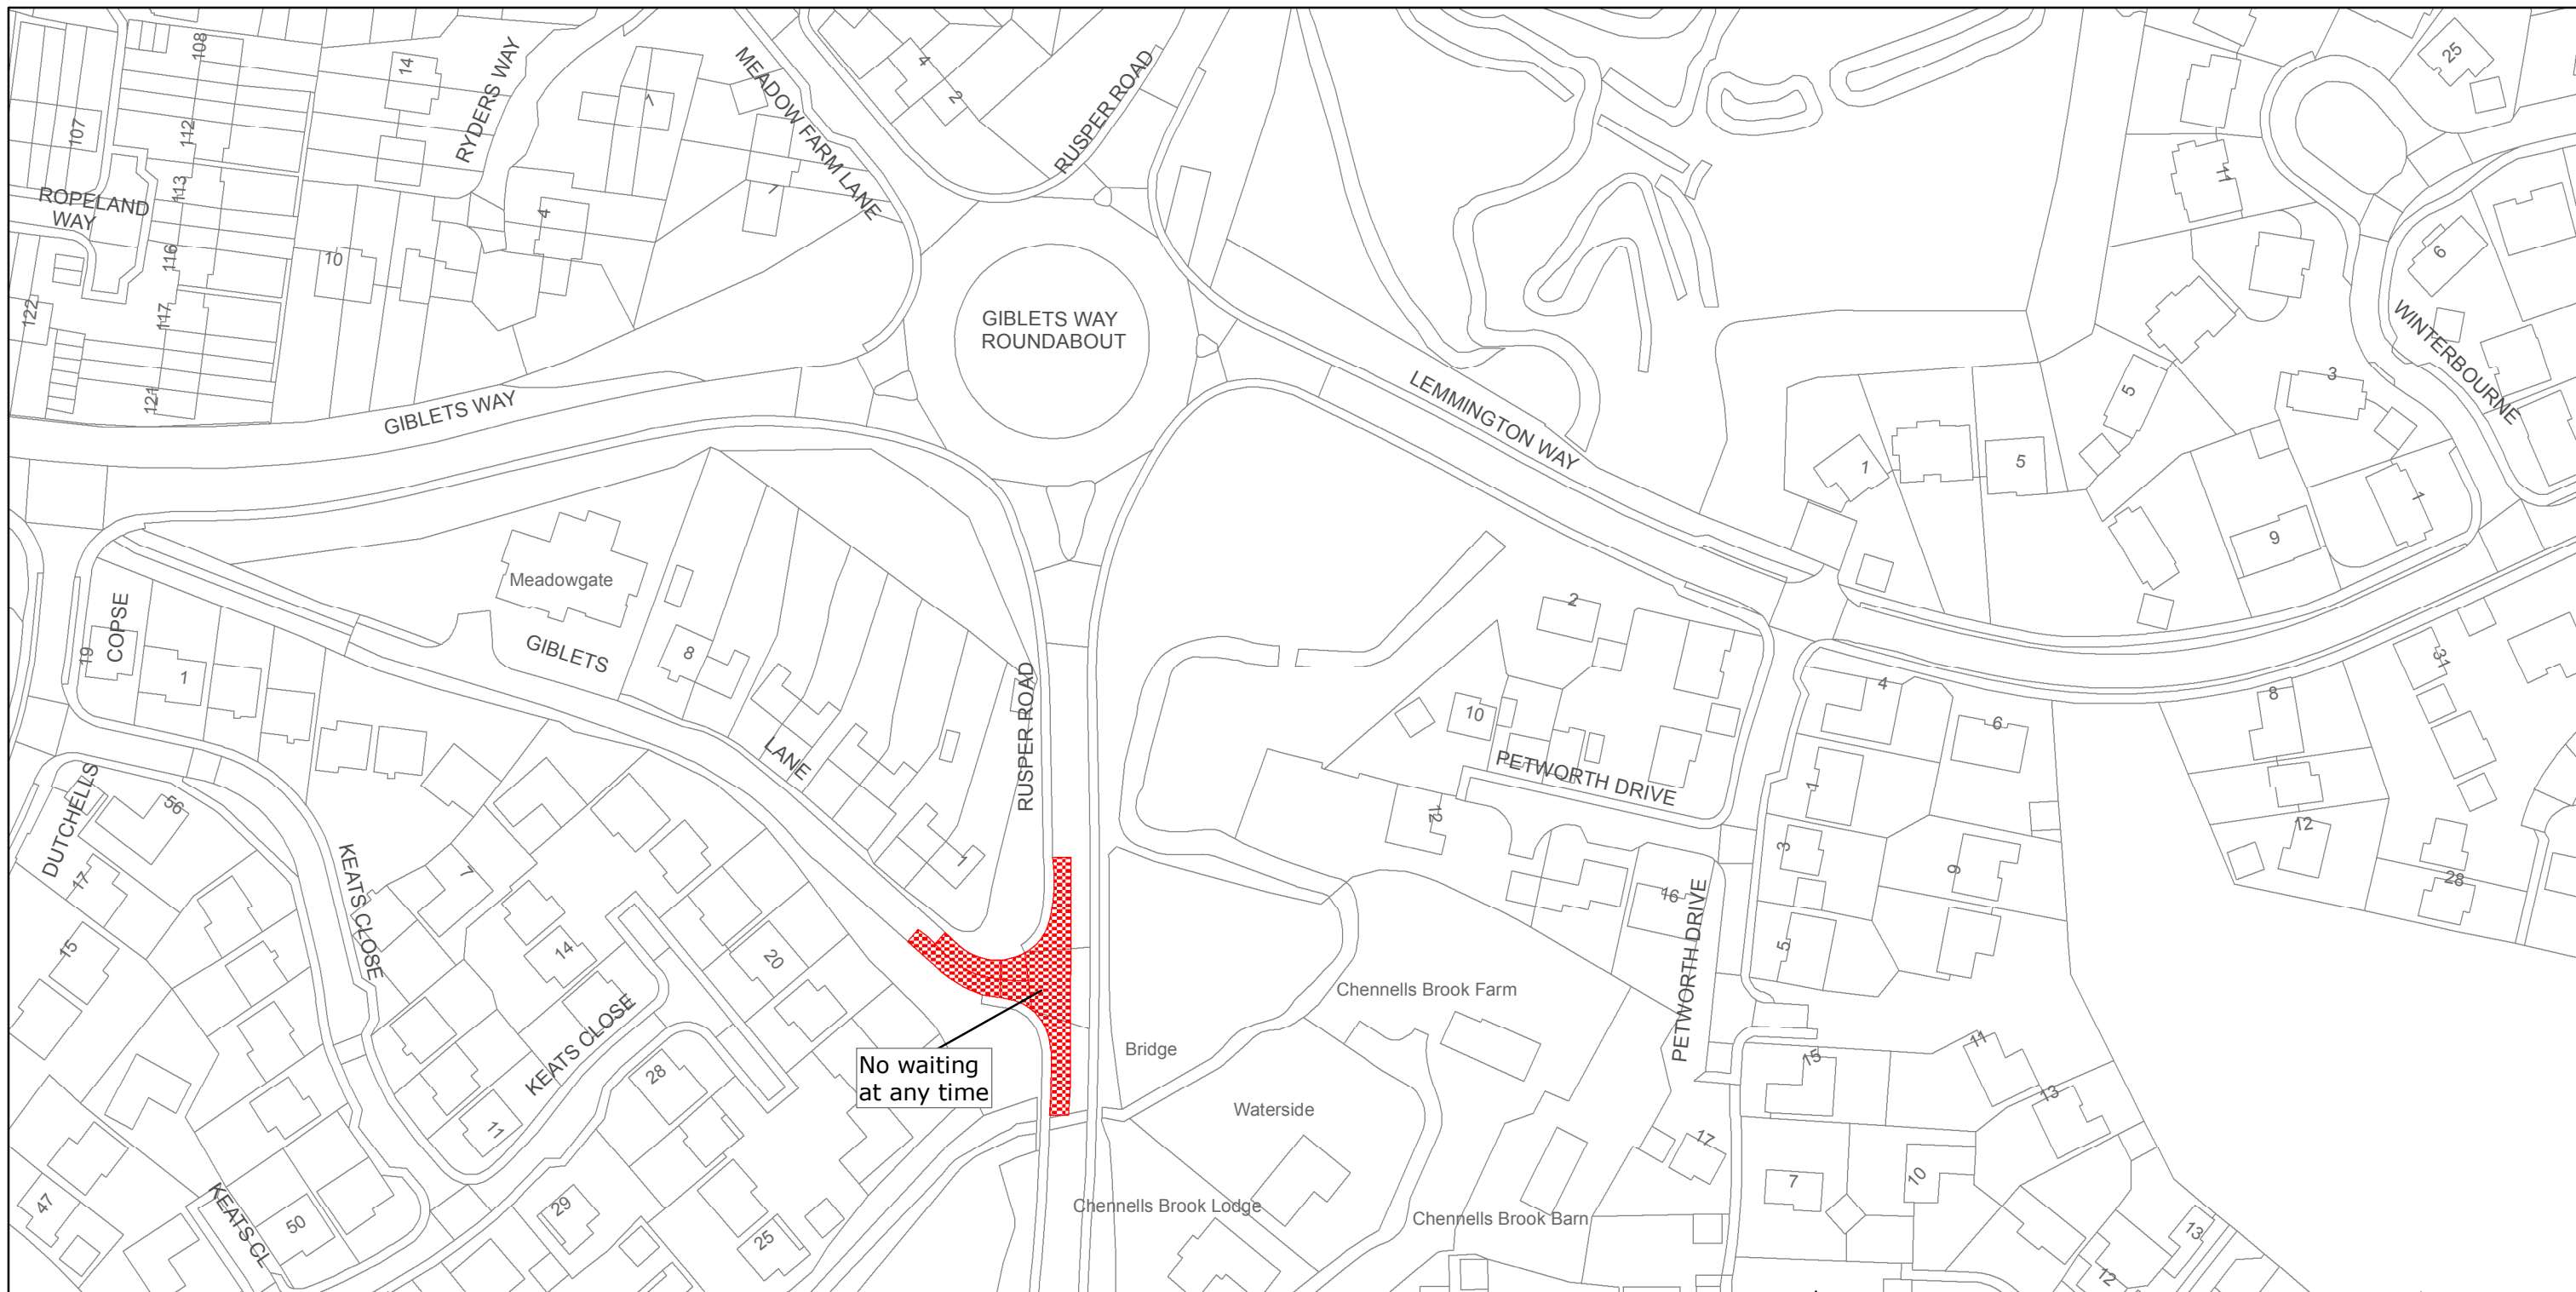 108
14
RYDERS WAY
7
MEADOW FARM LANE
4
2
RUSPER ROAD
25
107
112
113
ROPELAND
WAY
116
10
4
7
122
117
121
GIBLETS WAY
GIBLETS WAY
ROUNDABOUT
LEMMINGTON WAY
11
6
WINTERBOURNE
3
5
1
5
1
9
Meadowgate
COPSE
19
1
GIBLETS
8
LANE
RUSPER ROAD
2
10
PETWORTH DRIVE
12
4
6
1
31
8
12
28
DUTCHELLS
56
17
15
KEATS CLOSE
7
14
20
1
3
9
5
16
PETWORTH DRIVE
Chennells Brook Farm
Bridge
No waiting
at any time
KEATS CLOSE
28
11
Waterside
15
11
13
17
7
10
Chennells Brook Lodge
Chennells Brook Barn
47
KEATS CL
50
29
25
13
12